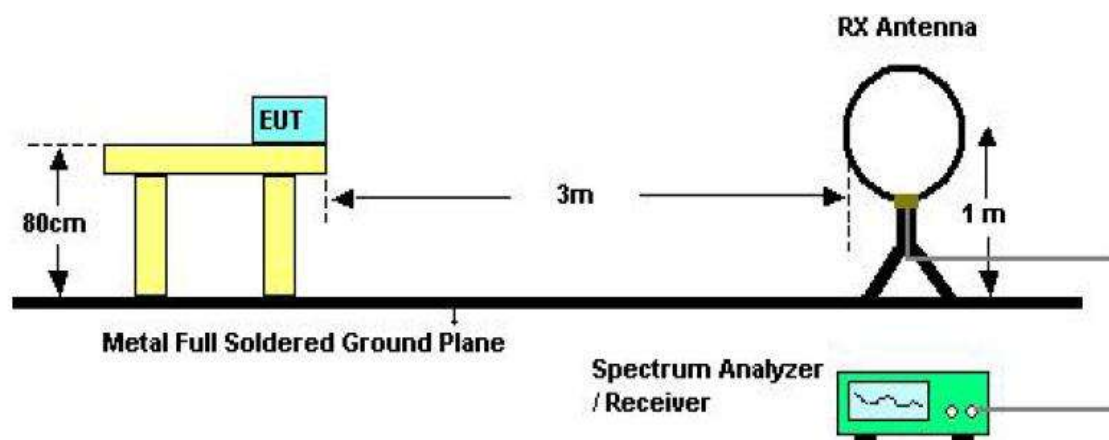 RX Antenna
EUT
80cm
3m
1 m
Metal Full Soldered Ground Plane
Spectrum Analyzer
/ Receiver